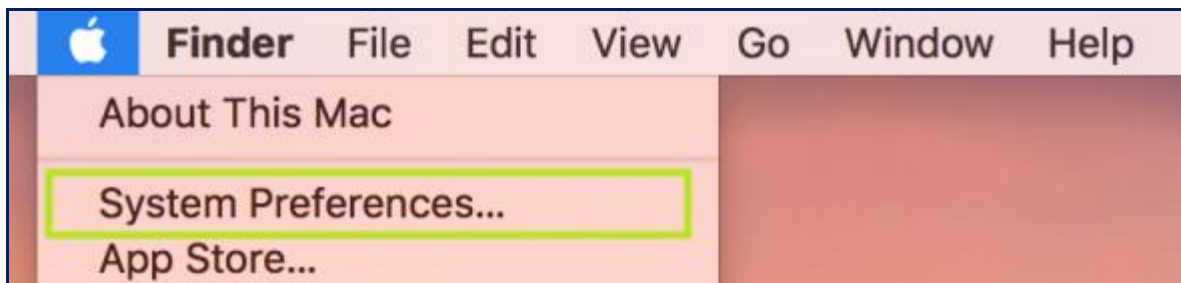 Finder File Edit View Go Window Help
About This Mac
System Preferences...
App Store...